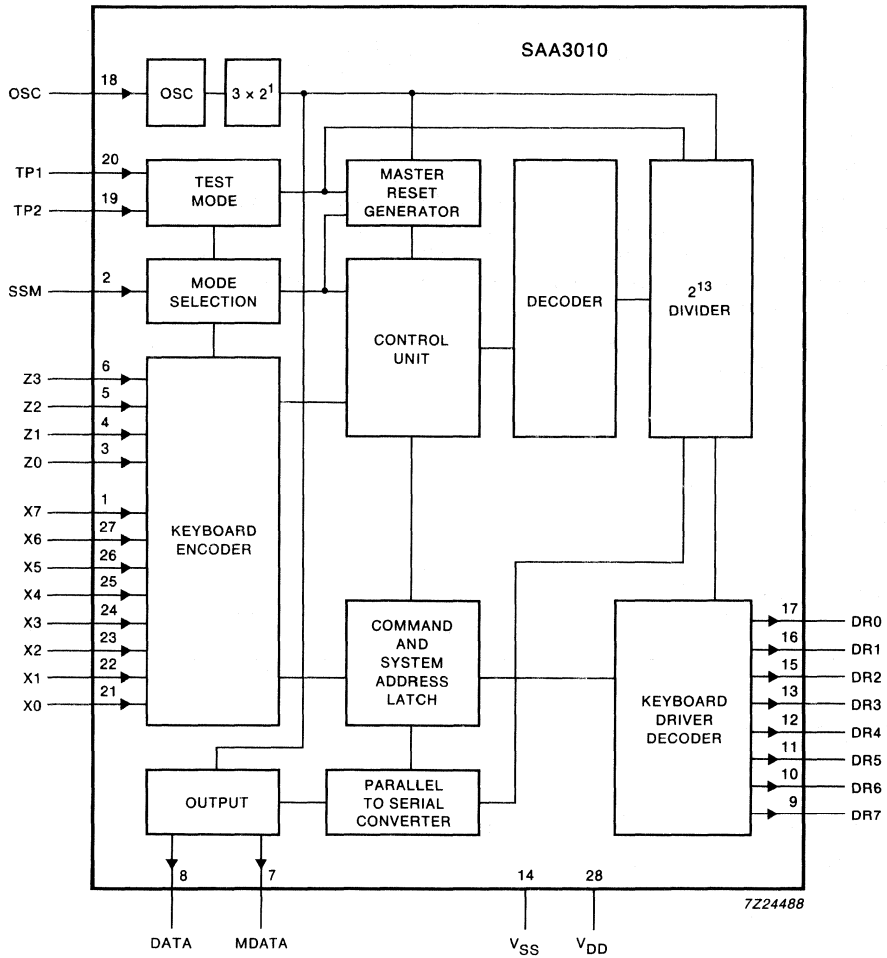 SAA3010
OSC
18
OSC
3 × 2¹
TP1
20
TP2
19
TEST
MODE
MASTER
RESET
GENERATOR
SSM
2
MODE
SELECTION
CONTROL
UNIT
DECODER
2¹³
DIVIDER
Z3
6
Z2
5
Z1
4
Z0
3
X7
1
X6
27
X5
26
X4
25
X3
24
X2
23
X1
22
X0
21
KEYBOARD
ENCODER
COMMAND
AND
SYSTEM
ADDRESS
LATCH
KEYBOARD
DRIVER
DECODER
17
DR0
16
DR1
15
DR2
13
DR3
12
DR4
11
DR5
10
DR6
9
DR7
OUTPUT
PARALLEL
TO SERIAL
CONVERTER
8
7
14
28
7Z24488
DATA
MDATA
VSS
VDD